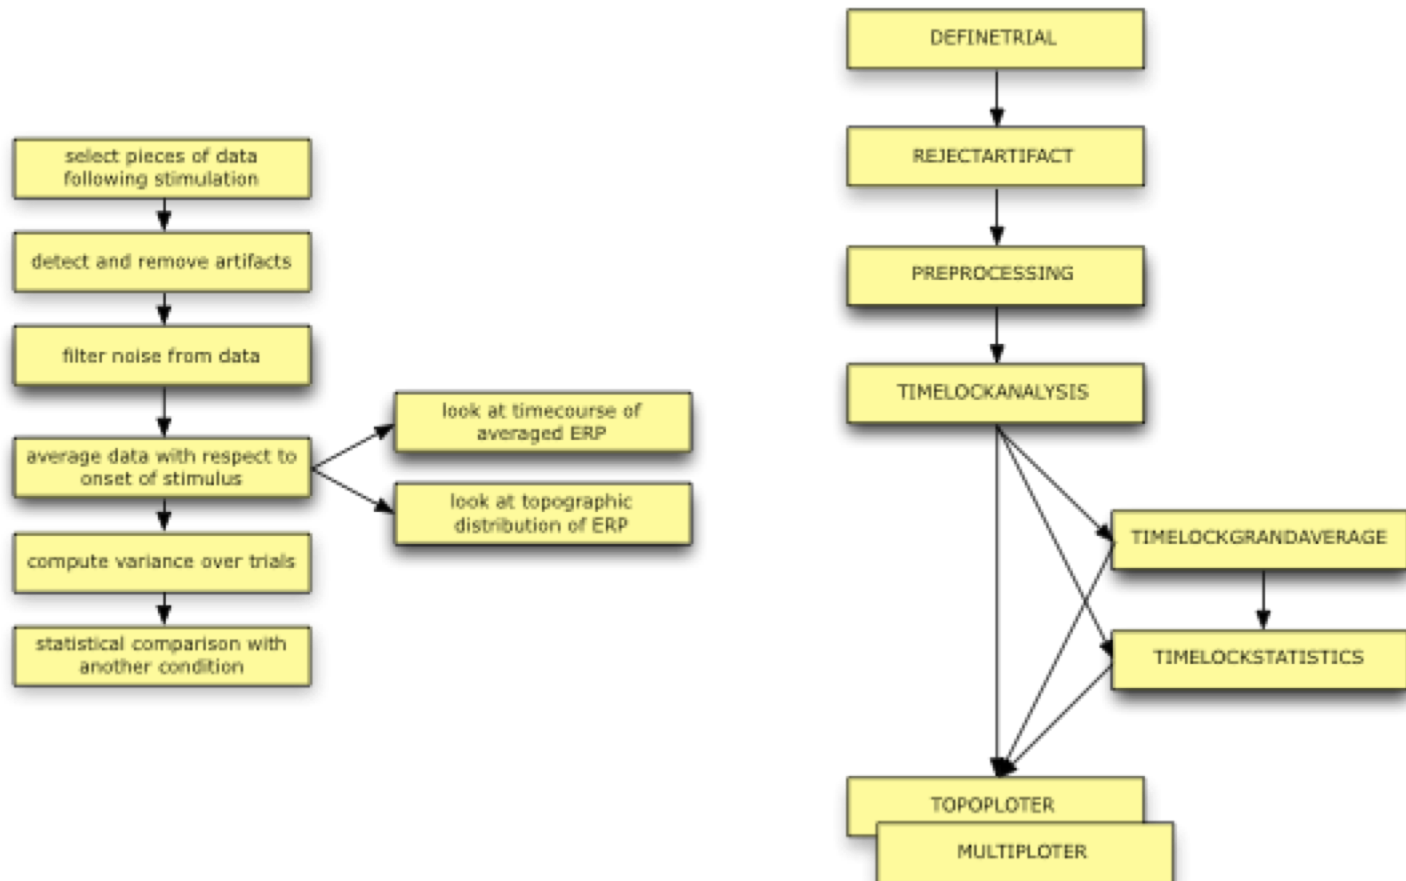 select pieces of data
following stimulation
detect and remove artifacts
filter noise from data
average data with respect to
onset of stimulus
look at timecourse of
averaged ERP
look at topographic
distribution of ERP
compute variance over trials
statistical comparison with
another condition
DEFINETRIAL
REJECTARTIFACT
PREPROCESSING
TIMELOCKANALYSIS
TIMELOCKGRANDAVERAGE
TIMELOCKSTATISTICS
TOPOPLOTER
MULTIPLOTER